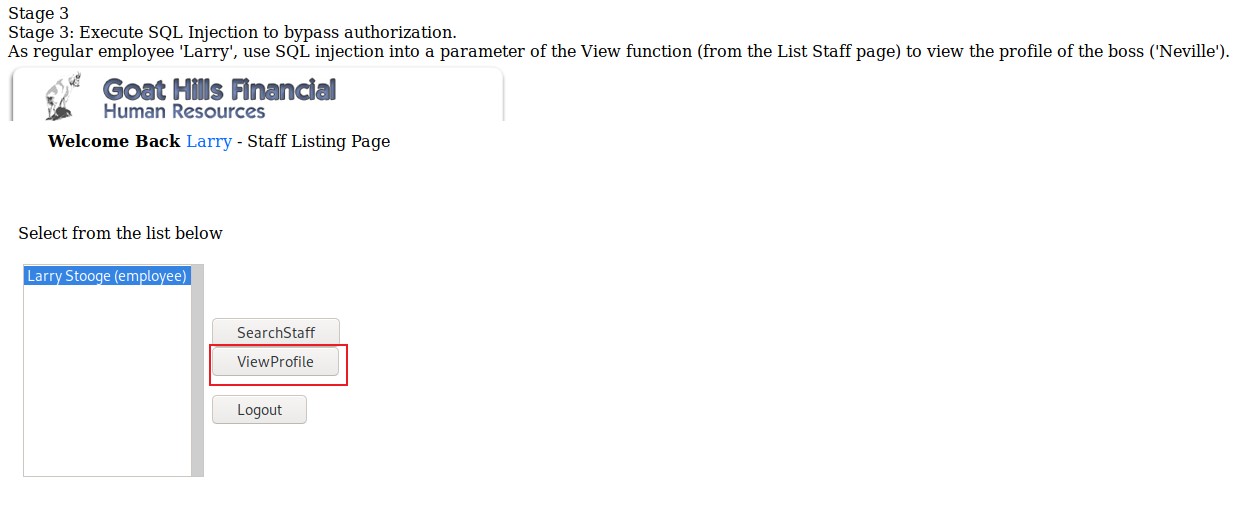 Stage 3
Stage 3: Execute SQL Injection to bypass authorization.
As regular employee 'Larry', use SQL injection into a parameter of the View function (from the List Staff page) to view the profile of the boss ('Neville').
Goat Hills Financial
Human Resources
Welcome Back Larry - Staff Listing Page
Select from the list below
Larry Stooge (employee)
SearchStaff
ViewProfile
Logout